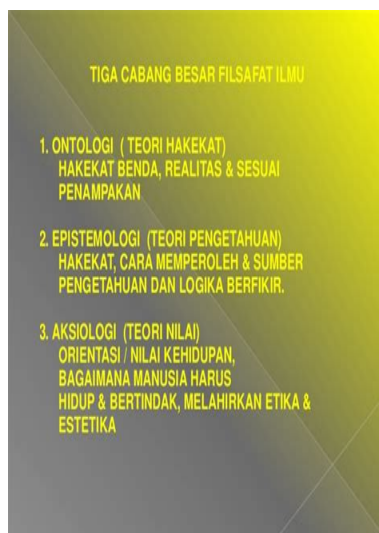 TIGA CABANG BESAR FILSAFAT ILMU
1. ONTOLOGI ( TEORI HAKEKAT)
HAKEKAT BENDA, REALITAS & SESUAI
PENAMPAKAN
2. EPISTEMOLOGI (TEORI PENGETAHUAN)
HAKEKAT, CARA MEMPEROLEH & SUMBER
PENGETAHUAN DAN LOGIKA BERFIKIR.
3. AKSIOLOGI (TEORI NILAI)
ORIENTASI / NILAI KEHIDUPAN,
BAGAIMANA MANUSIA HARUS
HIDUP & BERTINDAK, MELAHIRKAN ETIKA &
ESTETIKA